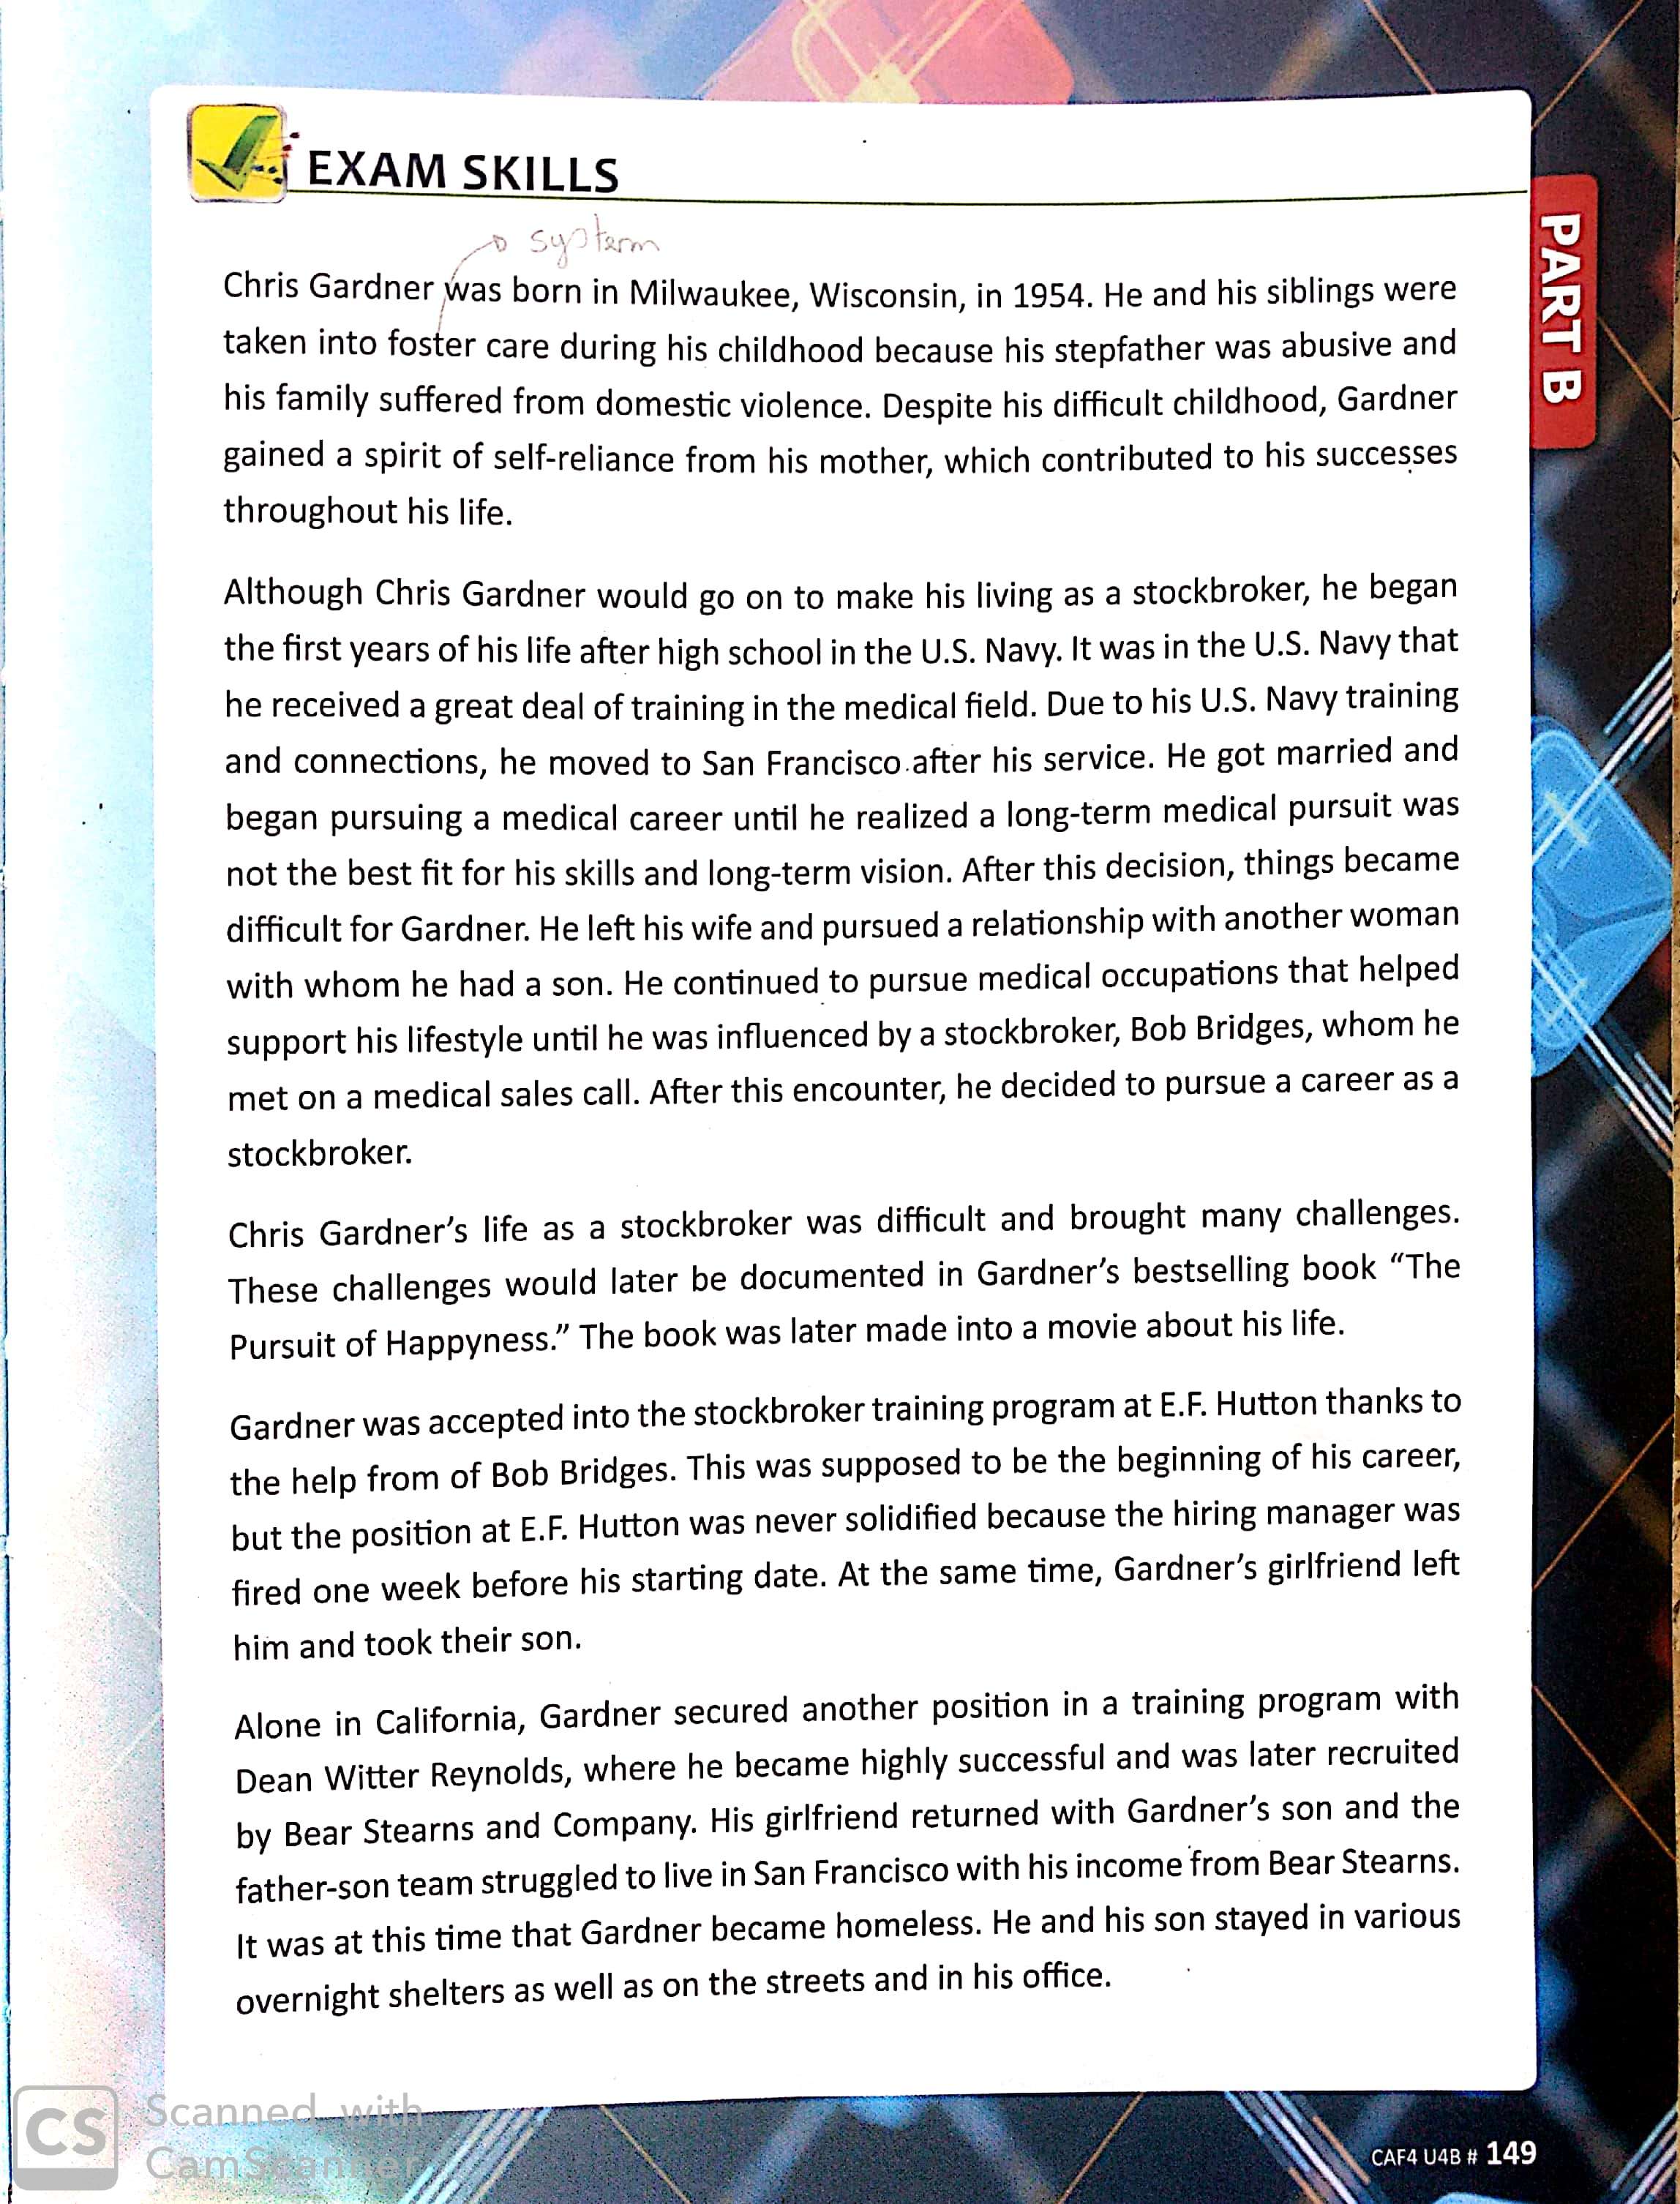 EXAM SKILLS
system
Chris Gardner was born in Milwaukee, Wisconsin, in 1954. He and his siblings were
taken into foster care during his childhood because his stepfather was abusive and
his family suffered from domestic violence. Despite his difficult childhood, Gardner
gained a spirit of self-reliance from his mother, which contributed to his successes
throughout his life.
Although Chris Gardner would go on to make his living as a stockbroker, he began
the first years of his life after high school in the U.S. Navy. It was in the U.S. Navy that
he received a great deal of training in the medical field. Due to his U.S. Navy training
and connections, he moved to San Francisco after his service. He got married and
began pursuing a medical career until he realized a long-term medical pursuit was
not the best fit for his skills and long-term vision. After this decision, things became
difficult for Gardner. He left his wife and pursued a relationship with another woman
with whom he had a son. He continued to pursue medical occupations that helped
support his lifestyle until he was influenced by a stockbroker, Bob Bridges, whom he
met on a medical sales call. After this encounter, he decided to pursue a career as a
stockbroker.
Chris Gardner's life as a stockbroker was difficult and brought many challenges.
These challenges would later be documented in Gardner's bestselling book “The
Pursuit of Happyness.” The book was later made into a movie about his life.
Gardner was accepted into the stockbroker training program at E.F. Hutton thanks to
the help from of Bob Bridges. This was supposed to be the beginning of his career,
but the position at E.F. Hutton was never solidified because the hiring manager was
fired one week before his starting date. At the same time, Gardner's girlfriend left
him and took their son.
Alone in California, Gardner secured another position in a training program with
Dean Witter Reynolds, where he became highly successful and was later recruited
by Bear Stearns and Company. His girlfriend returned with Gardner's son and the
father-son team struggled to live in San Francisco with his income from Bear Stearns.
It was at this time that Gardner became homeless. He and his son stayed in various
overnight shelters as well as on the streets and in his office.
PART B
CAF4 U4B # 149
CS
Scanned with
CamScanner